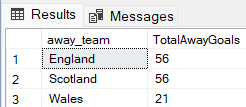 Results Messages
away_team TotalAwayGoals
1 England 56
2 Scotland 56
3 Wales 21